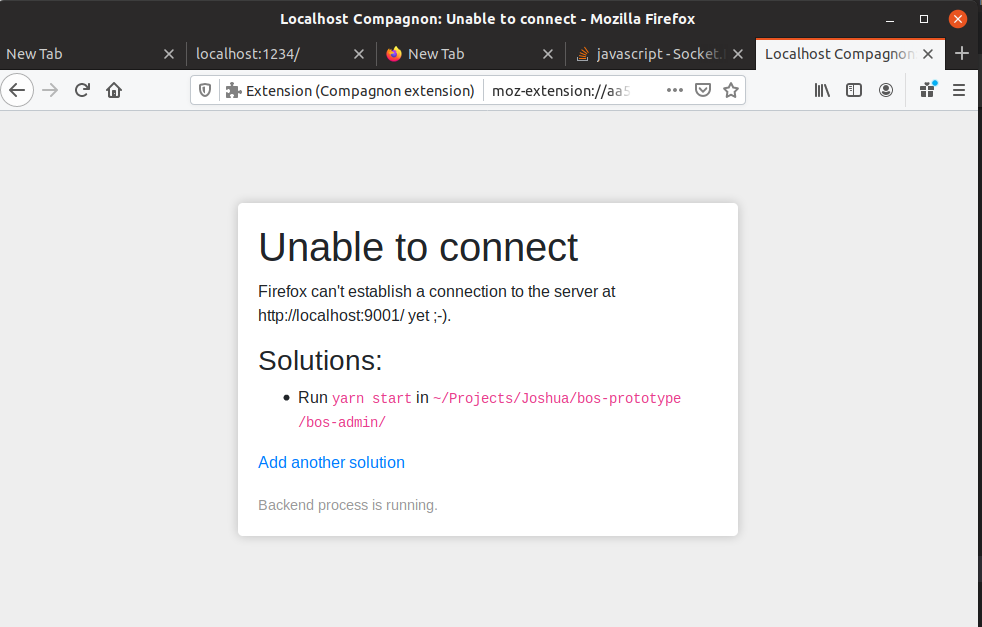 Localhost Compagnon: Unable to connect - Mozilla Firefox
New Tab
localhost:1234/
New Tab
javascript - Socket.
Localhost Compagnon
Extension (Compagnon extension)
moz-extension://aa5
Unable to connect
Firefox can't establish a connection to the server at
http://localhost:9001/ yet ;-).
Solutions:
Run yarn start in ~/Projects/Joshua/bos-prototype
/bos-admin/
Add another solution
Backend process is running.